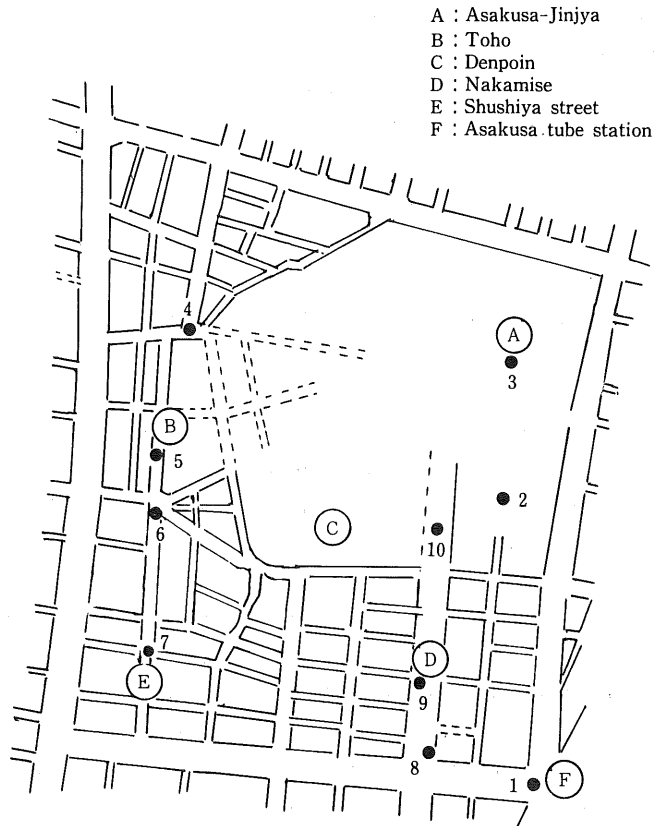 A : Asakusa-Jinjya
B : Toho
C : Denpoin
D : Nakamise
E : Shushiya street
F : Asakusa tube station
4
A
3
B
5
2
6
C
10
7
D
E
9
8
1
F